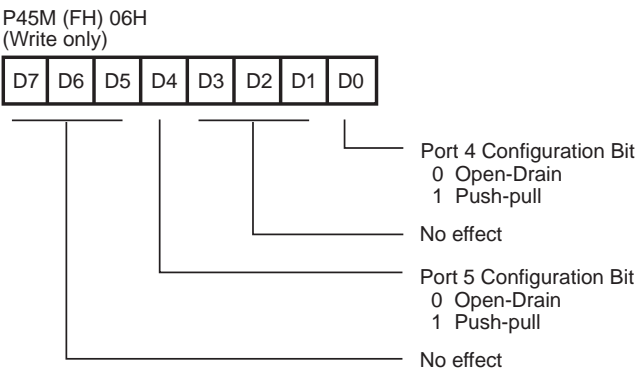 P45M (FH) 06H
(Write only)
D7 D6 D5 D4 D3 D2 D1 D0
Port 4 Configuration Bit
0 Open-Drain
1 Push-pull
No effect
Port 5 Configuration Bit
0 Open-Drain
1 Push-pull
No effect